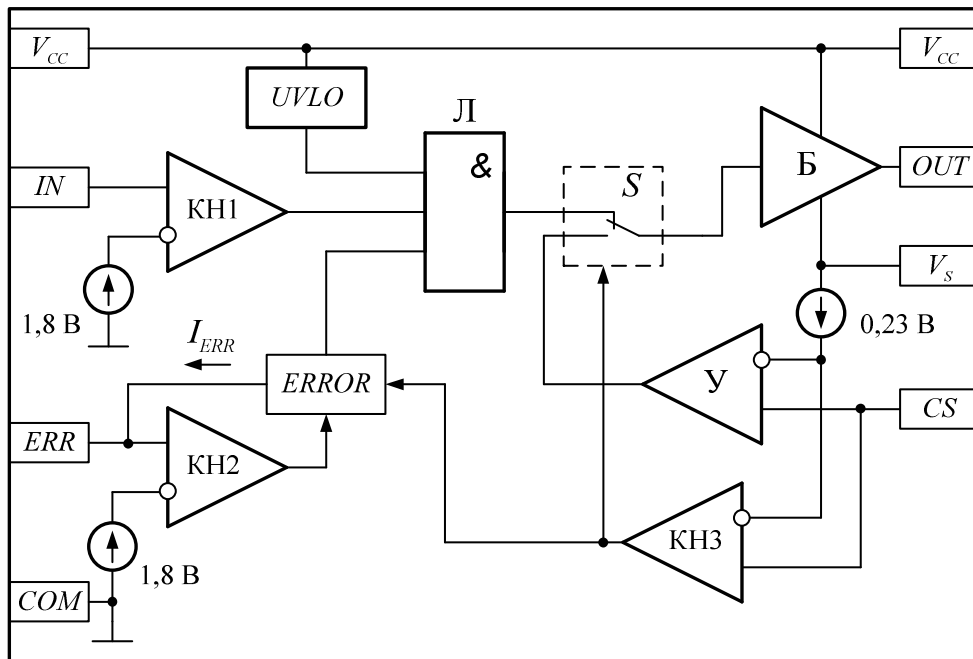 V_CC
V_CC
UVLO
Л
&
S
Б
IN
КН1
OUT
1,8 В
V_S
0,23 В
I_ERR
ERROR
У
CS
ERR
КН2
КН3
1,8 В
COM